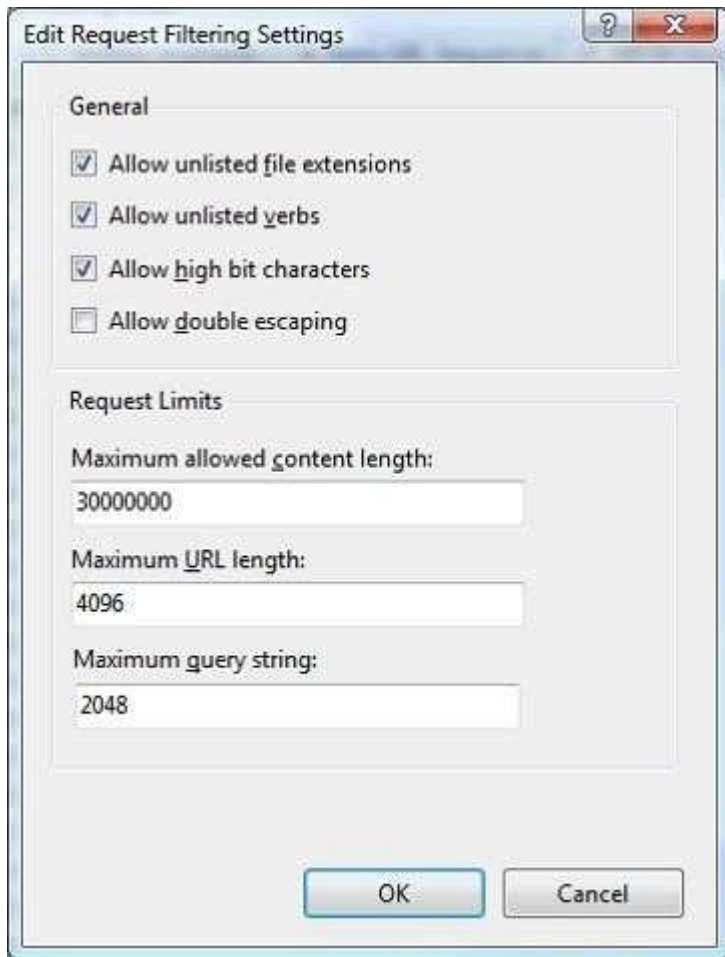 Edit Request Filtering Settings
?
X
General
Allow unlisted file extensions
Allow unlisted verbs
Allow high bit characters
Allow double escaping
Request Limits
Maximum allowed content length:
30000000
Maximum URL length:
4096
Maximum query string:
2048
OK
Cancel